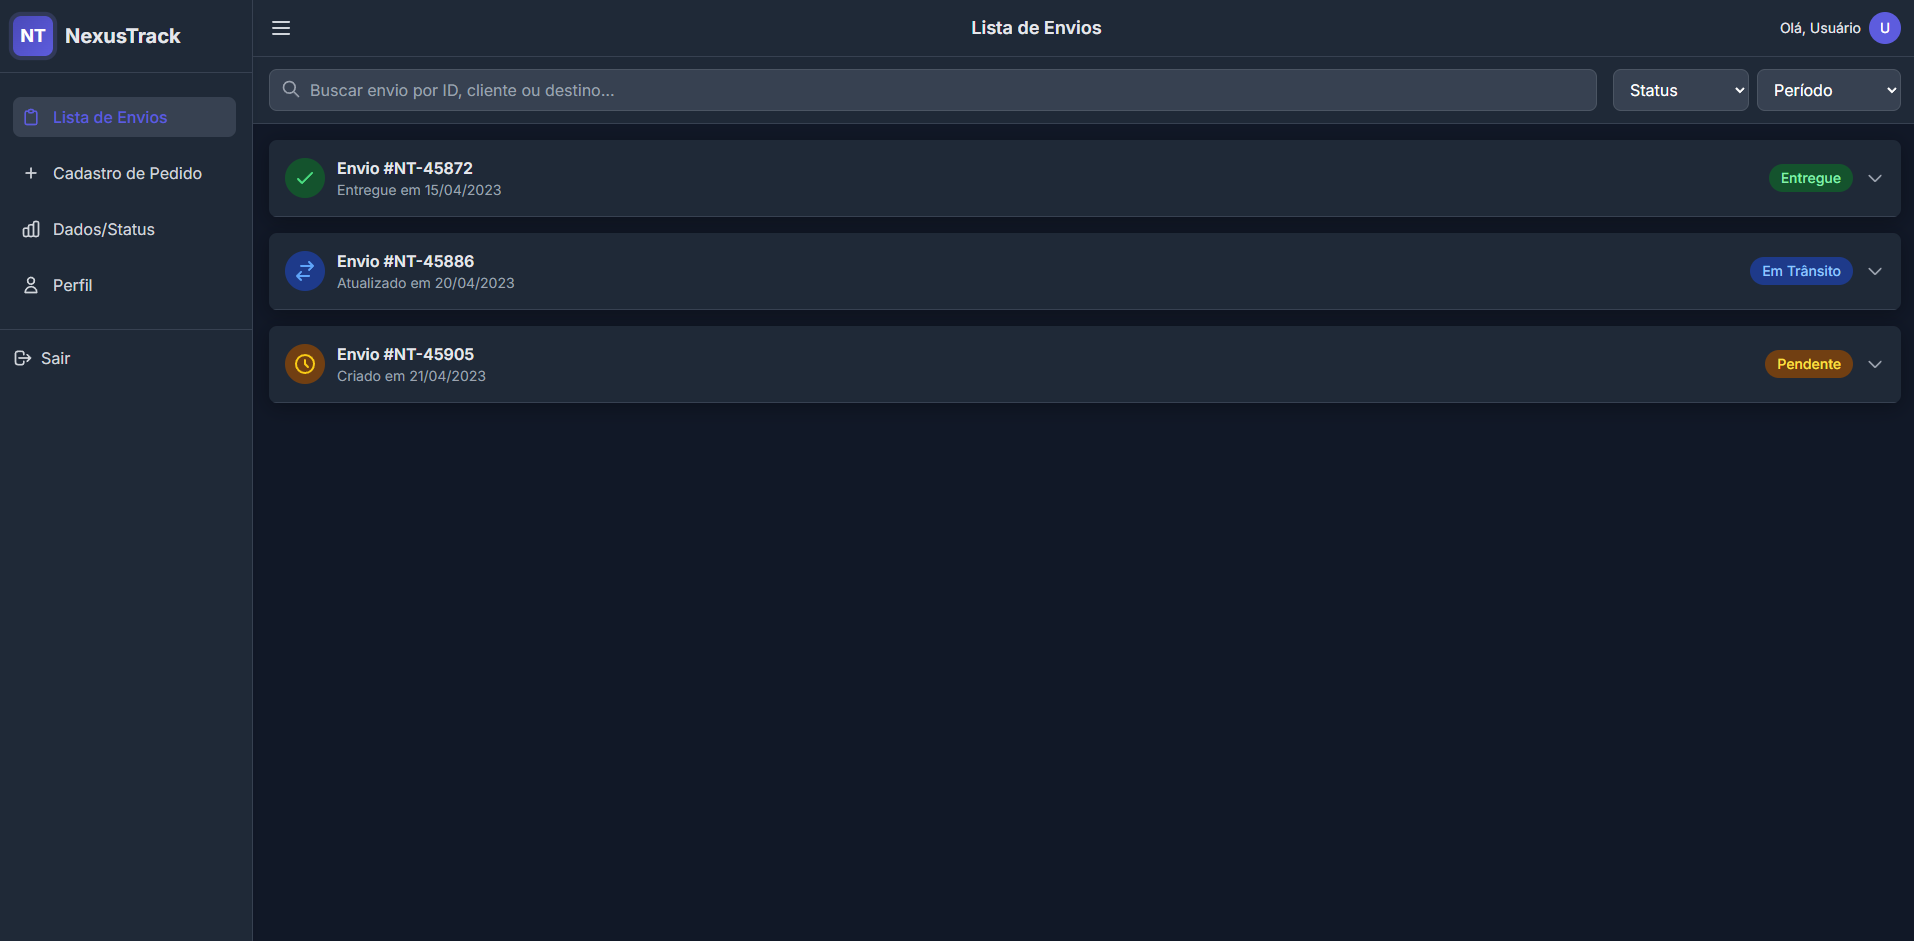 NT NexusTrack
Lista de Envios
Cadastro de Pedido
Dados/Status
Perfil
Sair
Lista de Envios
Olá, Usuário U
Buscar envio por ID, cliente ou destino...
Status
Período
Envio #NT-45872
Entregue em 15/04/2023
Entregue
Envio #NT-45886
Atualizado em 20/04/2023
Em Trânsito
Envio #NT-45905
Criado em 21/04/2023
Pendente